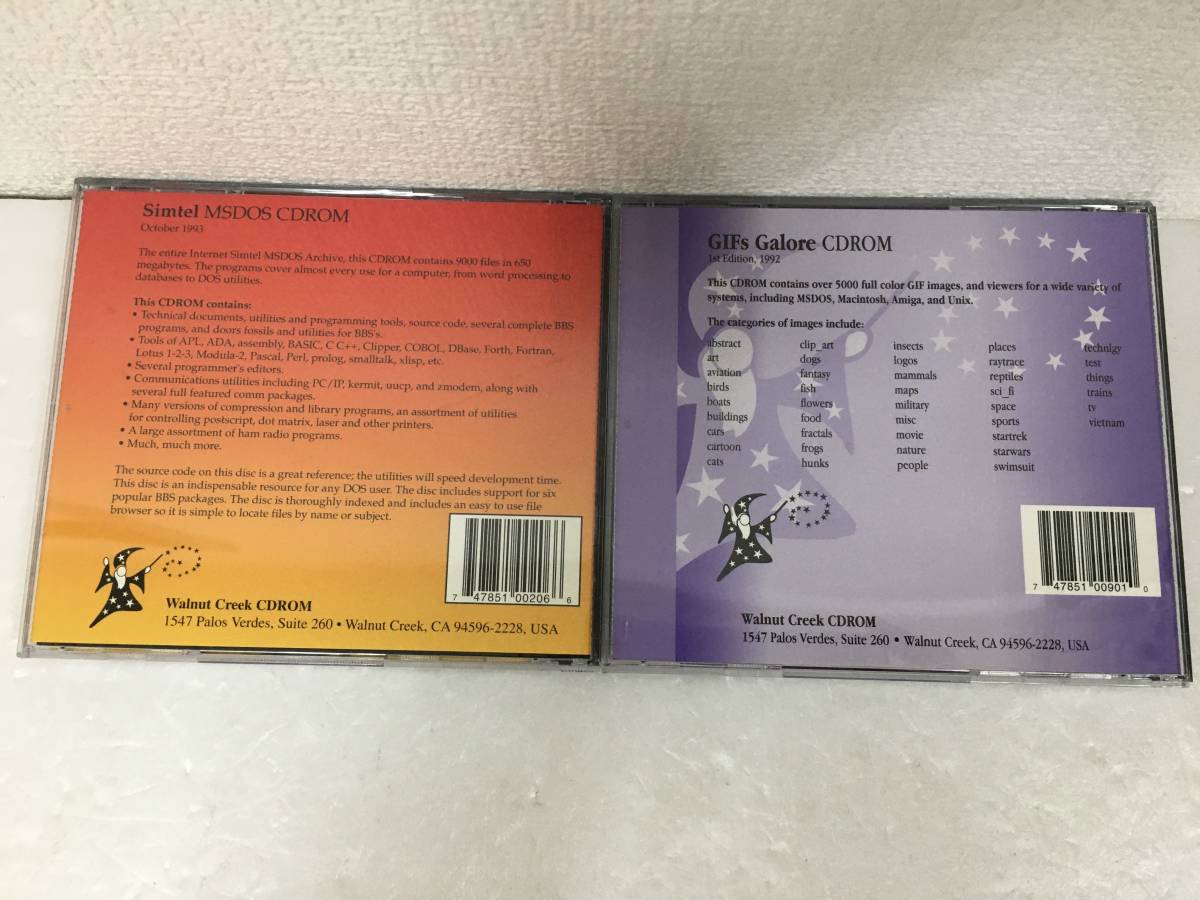 Simtel MSDOS CDROM
October 1993
The entire Internet Simtel MSDOS Archive, this CDROM contains 9000 files in 650
megabytes. The programs cover almost every use for a computer, from word processing to
databases to DOS utilities.
This CDROM contains:
• Technical documents, utilities and programming tools, source code, several complete BBS
programs, and doors fossils and utilities for BBS's.
• Tools of APL, ADA, assembly, BASIC, C C++, Clipper, COBOL, DBase, Forth, Fortran,
Lotus 1-2-3, Modula-2, Pascal, Perl, prolog, smalltalk, xlisp, etc.
• Several programmer's editors.
• Communications utilities including PC/IP, kermit, uucp, and zmodem, along with
several full featured comm packages.
• Many versions of compression and library programs, an assortment of utilities
for controlling postscript, dot matrix, laser and other printers.
• A large assortment of ham radio programs.
• Much, much more.
The source code on this disc is a great reference; the utilities will speed development time.
This disc is an indispensable resource for any DOS user. The disc includes support for six
popular BBS packages. The disc is thoroughly indexed and includes an easy to use file
browser so it is simple to locate files by name or subject.
7 47851 00206 6
Walnut Creek CDROM
1547 Palos Verdes, Suite 260 • Walnut Creek, CA 94596-2228, USA
GIFs Galore CDROM
1st Edition, 1992
This CDROM contains over 5000 full color GIF images, and viewers for a wide variety of
systems, including MSDOS, Macintosh, Amiga, and Unix.
The categories of images include:
abstract
art
aviation
birds
boats
buildings
cars
cartoon
cats
clip_art
dogs
fantasy
fish
flowers
food
fractals
frogs
hunks
insects
logos
mammals
maps
military
misc
movie
nature
people
places
raytrace
reptiles
sci_fi
space
sports
startrek
starwars
swimsuit
technlgy
test
things
trains
tv
vietnam
7 47851 00901 0
Walnut Creek CDROM
1547 Palos Verdes, Suite 260 • Walnut Creek, CA 94596-2228, USA